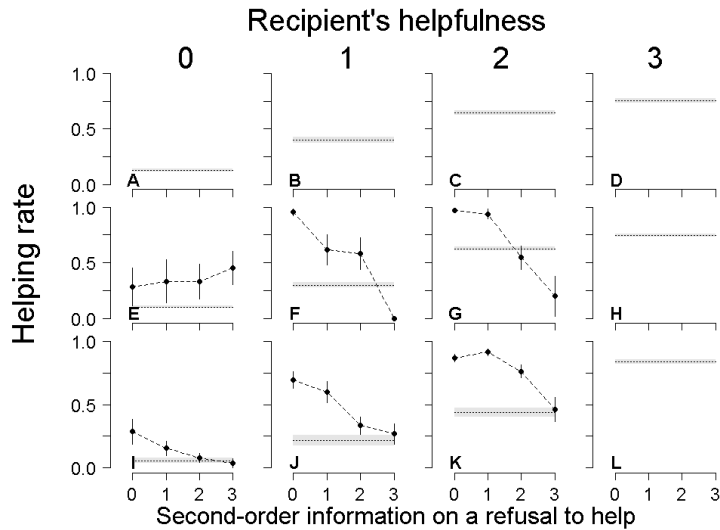 Recipient's helpfulness
0 1 2 3
Helping rate
1.0
0.5
0.0
A B C D
1.0
0.5
0.0
E F G H
1.0
0.5
0.0
I J K L
0 1 2 3 0 1 2 3 0 1 2 3 0 1 2 3
Second-order information on a refusal to help